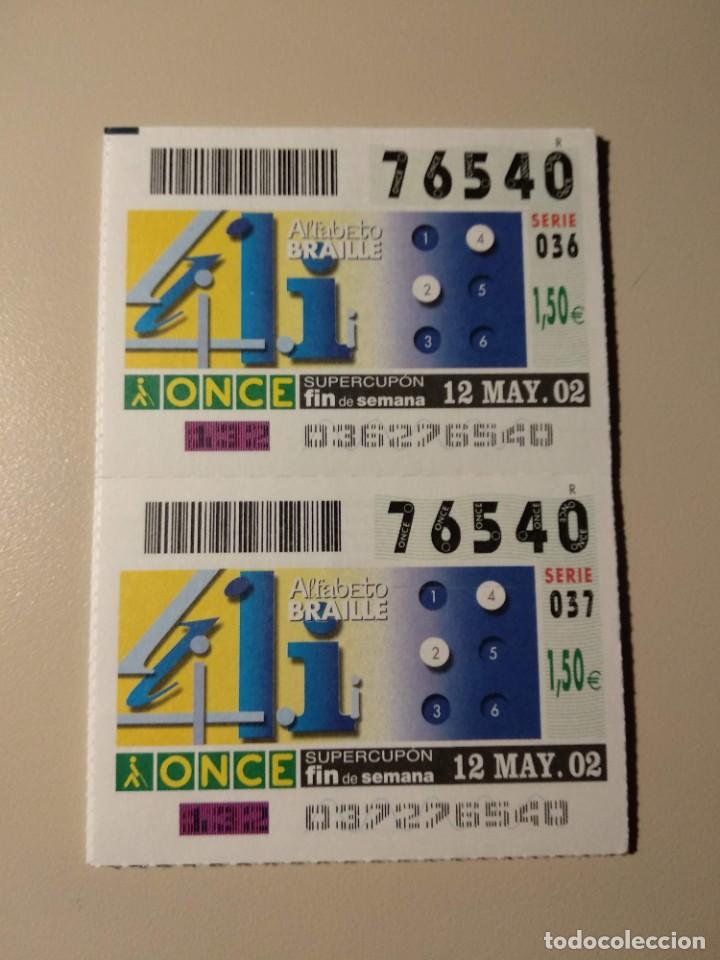 R
76540
Alfabeto
BRAILLE
1 4
2 5
3 6
SERIE
036
1,50€
ONCE
SUPERCUPÓN
fin de semana
12 MAY. 02
132
036276540
R
76540
Alfabeto
BRAILLE
1 4
2 5
3 6
SERIE
037
1,50€
ONCE
SUPERCUPÓN
fin de semana
12 MAY. 02
132
037276540
todocoleccion